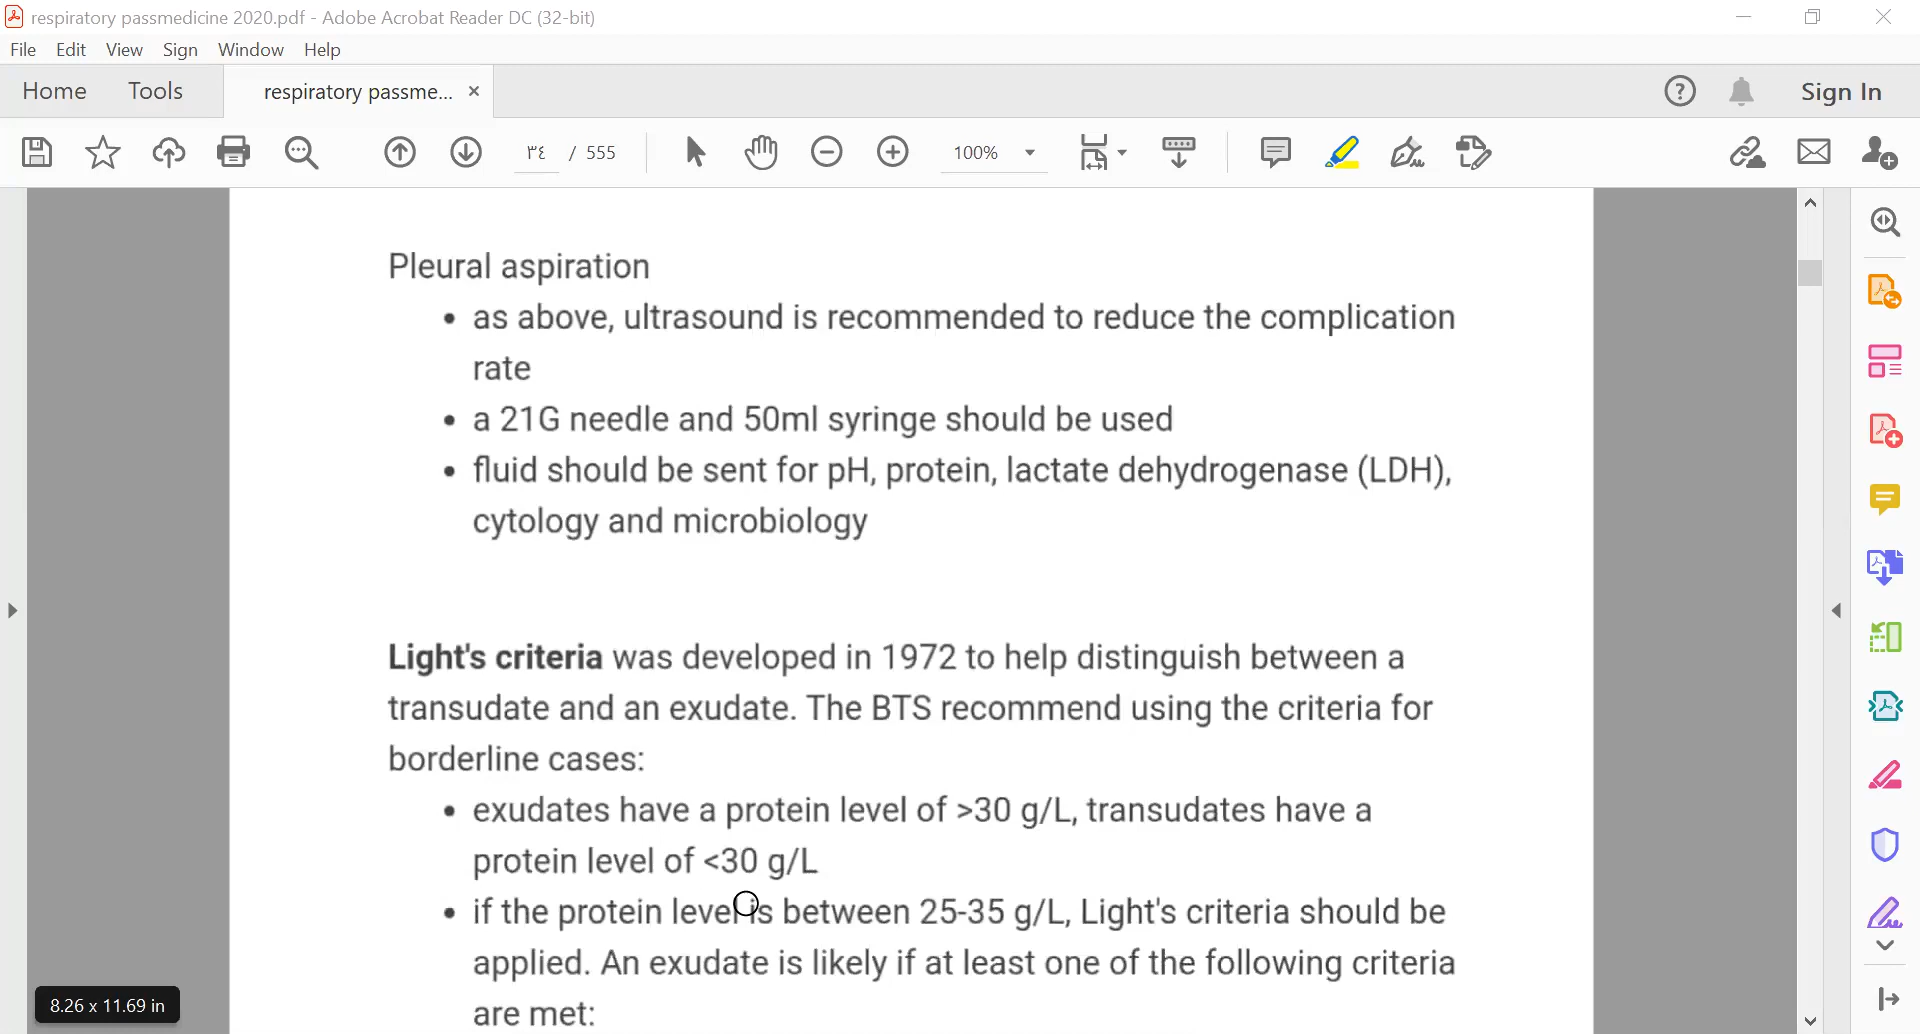 respiratory passmedicine 2020.pdf - Adobe Acrobat Reader DC (32-bit)
File Edit View Sign Window Help
Home Tools respiratory passme... × Sign In
٣٤ / 555 100%
Pleural aspiration
• as above, ultrasound is recommended to reduce the complication
rate
• a 21G needle and 50ml syringe should be used
• fluid should be sent for pH, protein, lactate dehydrogenase (LDH),
cytology and microbiology
Light's criteria was developed in 1972 to help distinguish between a
transudate and an exudate. The BTS recommend using the criteria for
borderline cases:
• exudates have a protein level of >30 g/L, transudates have a
protein level of <30 g/L
• if the protein level is between 25-35 g/L, Light's criteria should be
applied. An exudate is likely if at least one of the following criteria
are met:
8.26 x 11.69 in